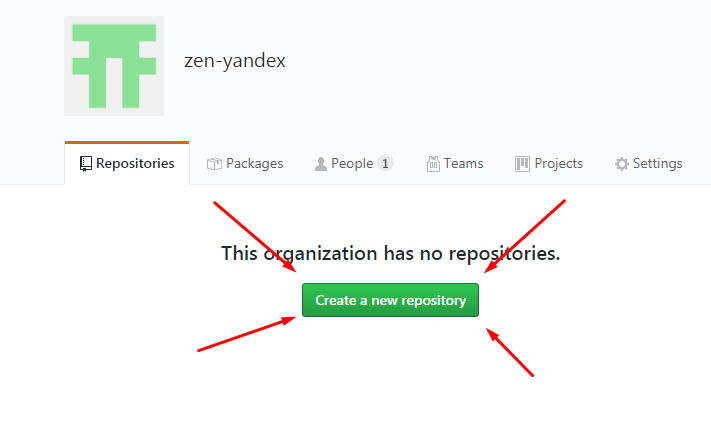 zen-yandex
Repositories Packages People 1 Teams Projects Settings
This organization has no repositories.
Create a new repository